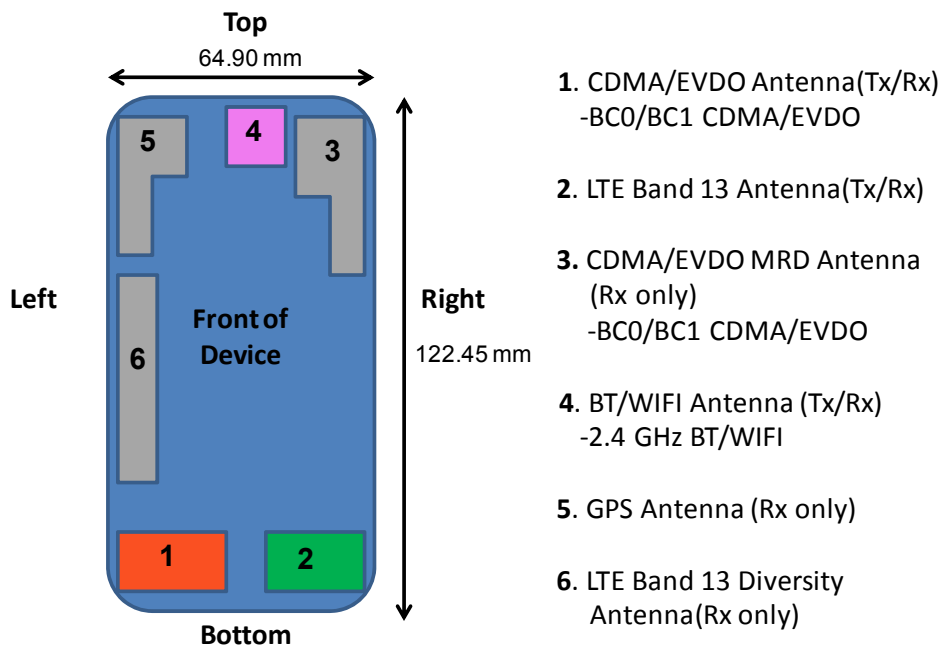 Top
64.90 mm
5
4
3
6
1
2
Left
Front of
Device
Right
122.45 mm
Bottom
1. CDMA/EVDO Antenna(Tx/Rx)
-BC0/BC1 CDMA/EVDO
2. LTE Band 13 Antenna(Tx/Rx)
3. CDMA/EVDO MRD Antenna
(Rx only)
-BC0/BC1 CDMA/EVDO
4. BT/WIFI Antenna (Tx/Rx)
-2.4 GHz BT/WIFI
5. GPS Antenna (Rx only)
6. LTE Band 13 Diversity
Antenna(Rx only)